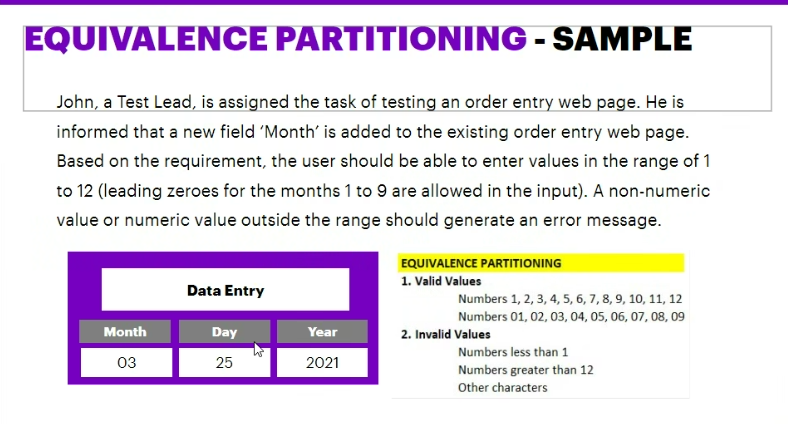 EQUIVALENCE PARTITIONING - SAMPLE
John, a Test Lead, is assigned the task of testing an order entry web page. He is
informed that a new field ‘Month’ is added to the existing order entry web page.
Based on the requirement, the user should be able to enter values in the range of 1
to 12 (leading zeroes for the months 1 to 9 are allowed in the input). A non-numeric
value or numeric value outside the range should generate an error message.
Data Entry
Month Day Year
03 25 2021
EQUIVALENCE PARTITIONING
1. Valid Values
Numbers 1, 2, 3, 4, 5, 6, 7, 8, 9, 10, 11, 12
Numbers 01, 02, 03, 04, 05, 06, 07, 08, 09
2. Invalid Values
Numbers less than 1
Numbers greater than 12
Other characters